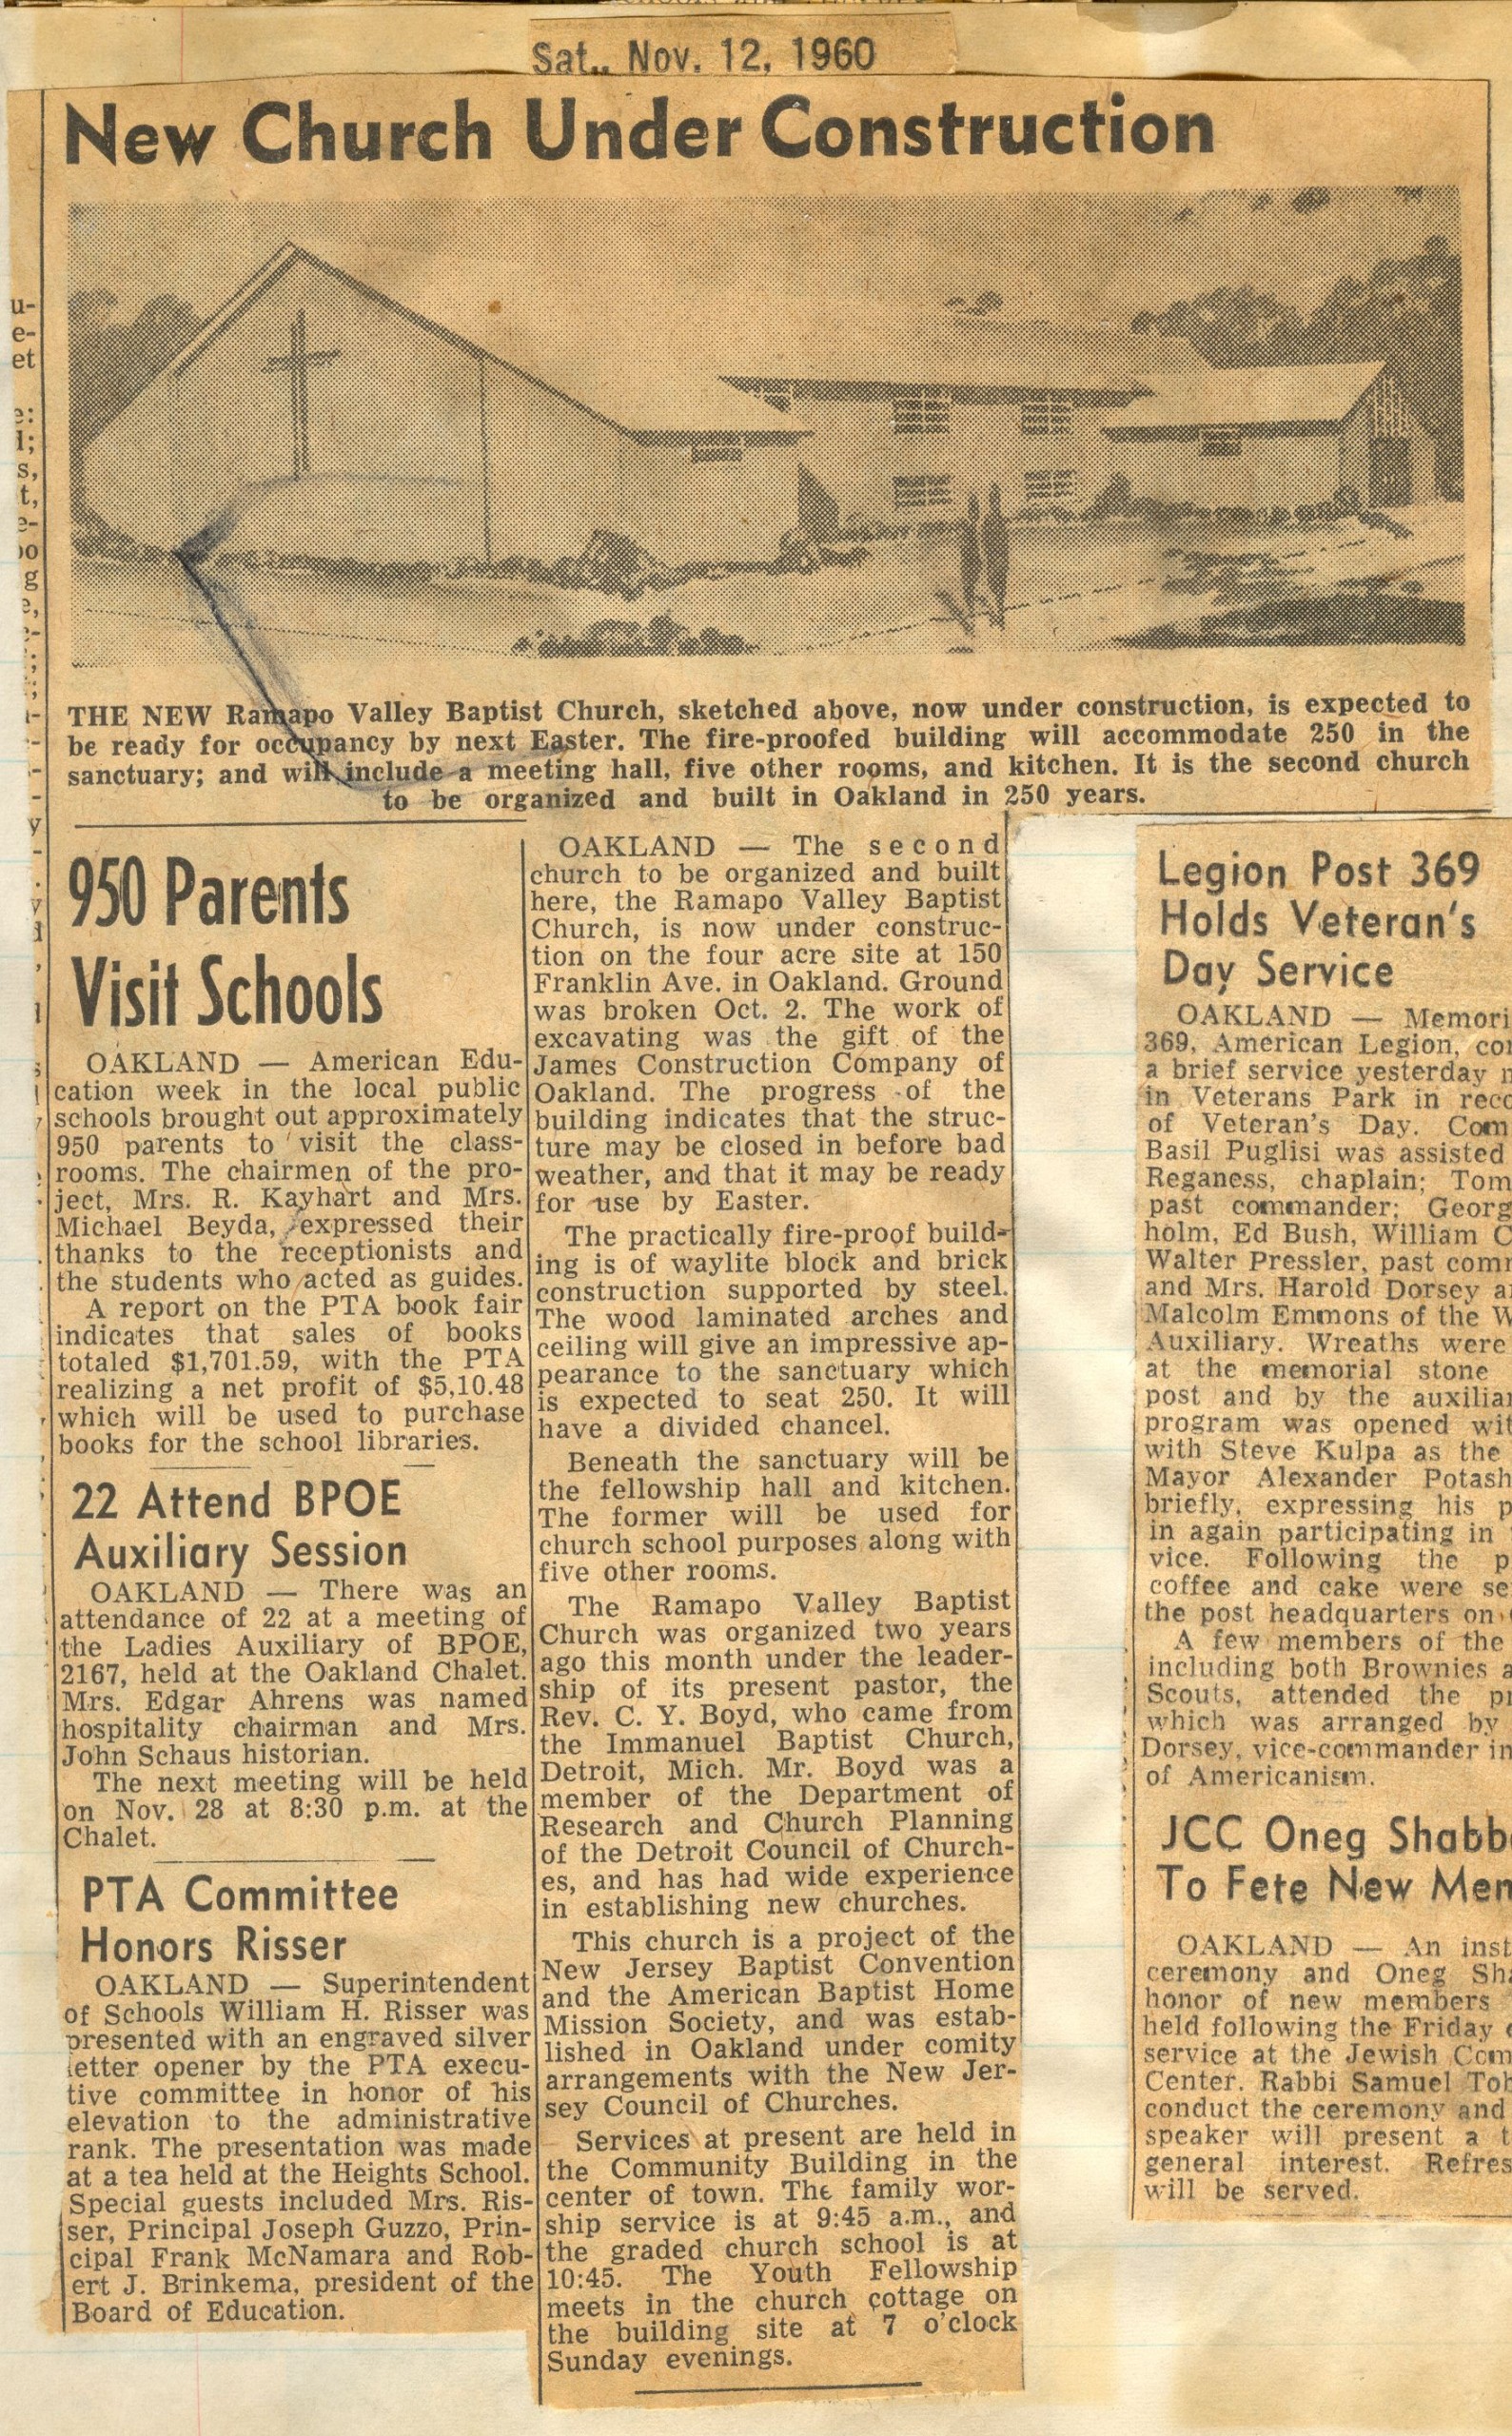 Sat., Nov. 12, 1960
New Church Under Construction
THE NEW Ramapo Valley Baptist Church, sketched above, now under construction, is expected to
be ready for occupancy by next Easter. The fire-proofed building will accommodate 250 in the
sanctuary; and will include a meeting hall, five other rooms, and kitchen. It is the second church
to be organized and built in Oakland in 250 years.
950 Parents
Visit Schools
OAKLAND — American Edu-
cation week in the local public
schools brought out approximately
950 parents to visit the class-
rooms. The chairmen of the pro-
ject, Mrs. R. Kayhart and Mrs.
Michael Beyda, expressed their
thanks to the receptionists and
the students who acted as guides.
A report on the PTA book fair
indicates that sales of books
totaled $1,701.59, with the PTA
realizing a net profit of $5,10.48
which will be used to purchase
books for the school libraries.
22 Attend BPOE
Auxiliary Session
OAKLAND — There was an
attendance of 22 at a meeting of
the Ladies Auxiliary of BPOE,
2167, held at the Oakland Chalet.
Mrs. Edgar Ahrens was named
hospitality chairman and Mrs.
John Schaus historian.
The next meeting will be held
on Nov. 28 at 8:30 p.m. at the
Chalet.
PTA Committee
Honors Risser
OAKLAND — Superintendent
of Schools William H. Risser was
presented with an engraved silver
letter opener by the PTA execu-
tive committee in honor of his
elevation to the administrative
rank. The presentation was made
at a tea held at the Heights School.
Special guests included Mrs. Ris-
ser, Principal Joseph Guzzo, Prin-
cipal Frank McNamara and Rob-
ert J. Brinkema, president of the
Board of Education.
OAKLAND — The second
church to be organized and built
here, the Ramapo Valley Baptist
Church, is now under construc-
tion on the four acre site at 150
Franklin Ave. in Oakland. Ground
was broken Oct. 2. The work of
excavating was the gift of the
James Construction Company of
Oakland. The progress of the
building indicates that the struc-
ture may be closed in before bad
weather, and that it may be ready
for use by Easter.
The practically fire-proof build-
ing is of waylite block and brick
construction supported by steel.
The wood laminated arches and
ceiling will give an impressive ap-
pearance to the sanctuary which
is expected to seat 250. It will
have a divided chancel.
Beneath the sanctuary will be
the fellowship hall and kitchen.
The former will be used for
church school purposes along with
five other rooms.
The Ramapo Valley Baptist
Church was organized two years
ago this month under the leader-
ship of its present pastor, the
Rev. C. Y. Boyd, who came from
the Immanuel Baptist Church,
Detroit, Mich. Mr. Boyd was a
member of the Department of
Research and Church Planning
of the Detroit Council of Church-
es, and has had wide experience
in establishing new churches.
This church is a project of the
New Jersey Baptist Convention
and the American Baptist Home
Mission Society, and was estab-
lished in Oakland under comity
arrangements with the New Jer-
sey Council of Churches.
Services at present are held in
the Community Building in the
center of town. The family wor-
ship service is at 9:45 a.m., and
the graded church school is at
10:45. The Youth Fellowship
meets in the church cottage on
the building site at 7 o'clock
Sunday evenings.
Legion Post 369
Holds Veteran's
Day Service
OAKLAND — Memori
369, American Legion, con
a brief service yesterday
in Veterans Park in reco
of Veteran's Day. Com
Basil Puglisi was assisted
Reganess, chaplain; Tom
past commander; Georg
holm, Ed Bush, William C
Walter Pressler, past com
and Mrs. Harold Dorsey a
Malcolm Emmons of the W
Auxiliary. Wreaths were
at the memorial stone
post and by the auxiliar
program was opened wit
with Steve Kulpa as the
Mayor Alexander Potash
briefly, expressing his p
in again participating in
vice. Following the p
coffee and cake were se
the post headquarters on
A few members of the
including both Brownies a
Scouts, attended the pr
which was arranged by
Dorsey, vice-commander in
of Americanism.
JCC Oneg Shabb
To Fete New Mem
OAKLAND — An inst
ceremony and Oneg Sha
honor of new members
held following the Friday e
service at the Jewish Com
Center. Rabbi Samuel Tob
conduct the ceremony and
speaker will present a t
general interest. Refres
will be served.